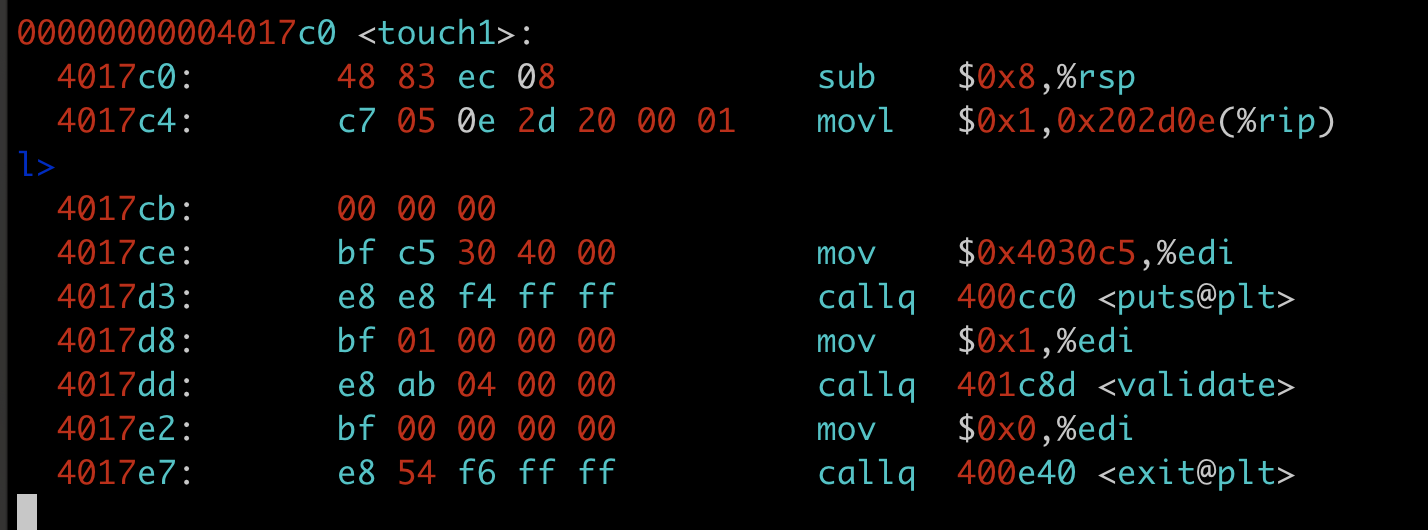 00000000004017c0 <touch1>:
  4017c0:       48 83 ec 08             sub    $0x8,%rsp
  4017c4:       c7 05 0e 2d 20 00 01    movl   $0x1,0x202d0e(%rip)
l>
  4017cb:       00 00 00
  4017ce:       bf c5 30 40 00          mov    $0x4030c5,%edi
  4017d3:       e8 e8 f4 ff ff          callq  400cc0 <puts@plt>
  4017d8:       bf 01 00 00 00          mov    $0x1,%edi
  4017dd:       e8 ab 04 00 00          callq  401c8d <validate>
  4017e2:       bf 00 00 00 00          mov    $0x0,%edi
  4017e7:       e8 54 f6 ff ff          callq  400e40 <exit@plt>